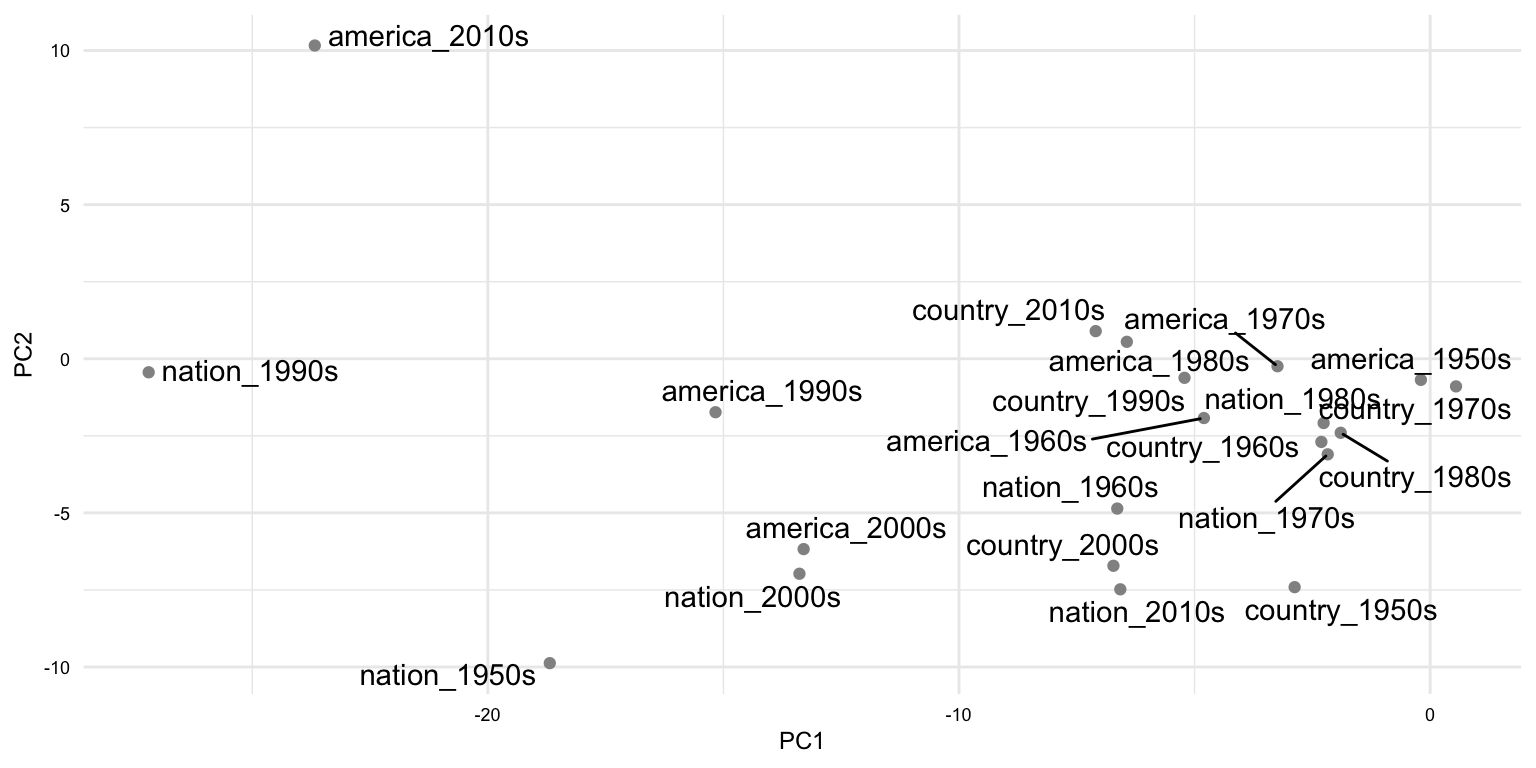 america_2010s
10
5
country_2010s
america_1970s
0
america_1980s
america_1950s
nation_1990s
america_1990s
country_1990s
nation_1980s
country_1970s
america_1960s
country_1960s
country_1980s
nation_1960s
-5
nation_1970s
america_2000s
country_2000s
nation_2000s
nation_2010s
country_1950s
-10
nation_1950s
-20
-10
0
PC1
PC2